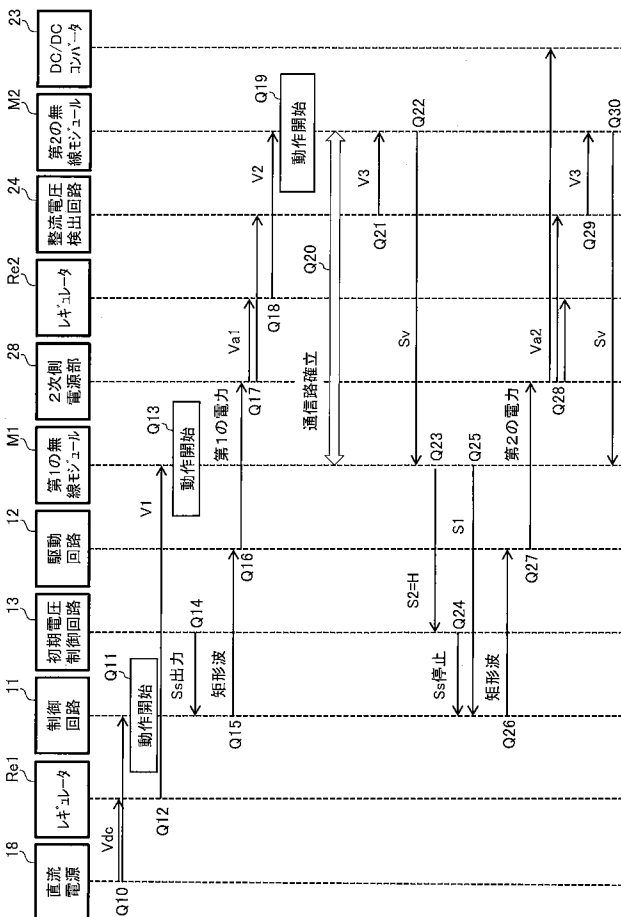 18
直流
電源
Re1
レギュレータ
11
制御
回路
13
初期電圧
制御回路
12
駆動
回路
M1
第1の無
線モジュール
28
2次側
電源部
Re2
レギュレータ
24
整流電圧
検出回路
M2
第2の無
線モジュール
23
DC/DC
コンバータ
Q10
Vdc
Q11
動作開始
Q12
V1
Q13
動作開始
Q14
Ss出力
Q15
矩形波
Q16
第1の電力
Q17
Va1
Q18
V2
Q19
動作開始
Q20
通信路確立
Q21
V3
Q22
Sv
Q23
S2=H
Q24
Ss停止
Q25
S1
Q26
矩形波
Q27
第2の電力
Q28
Va2
Q29
V3
Q30
Sv